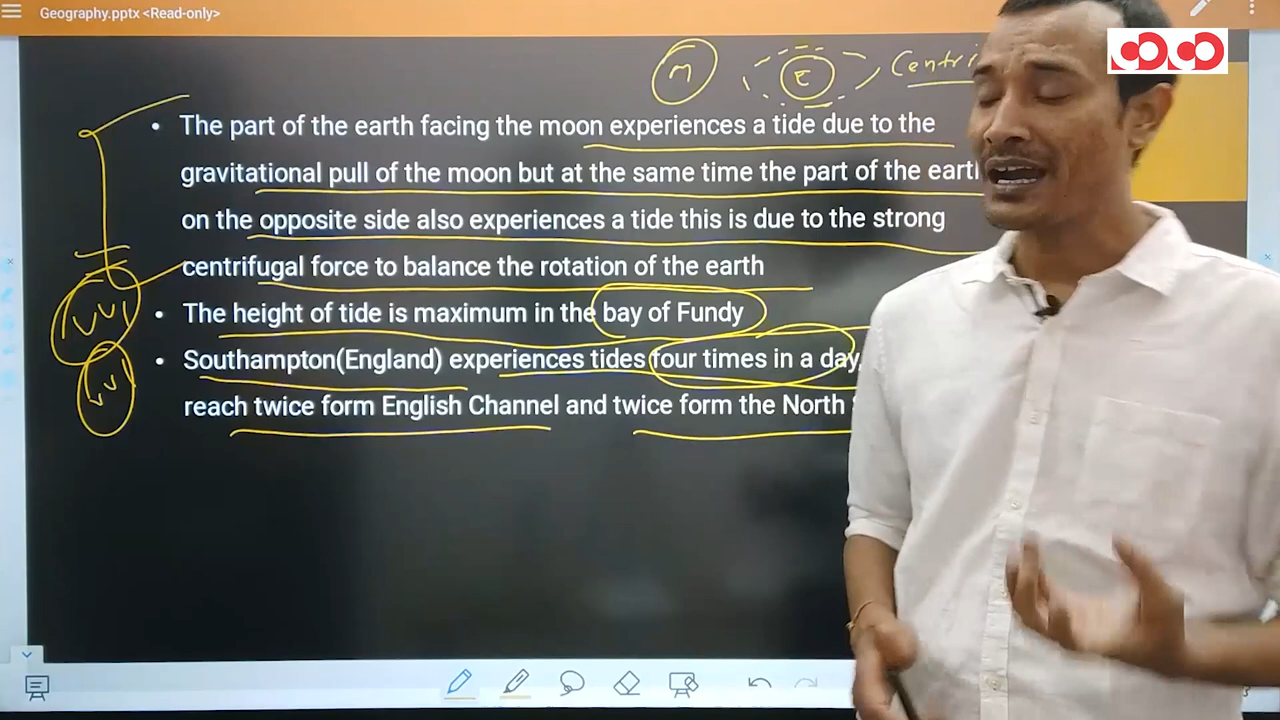 Geography.pptx <Read-only>
M E Centri
• The part of the earth facing the moon experiences a tide due to the
gravitational pull of the moon but at the same time the part of the
on the opposite side also experiences a tide this is due to the strong
centrifugal force to balance the rotation of the earth
• The height of tide is maximum in the bay of Fundy
• Southampton(England) experiences tides four times in a day,
reach twice form English Channel and twice form the North